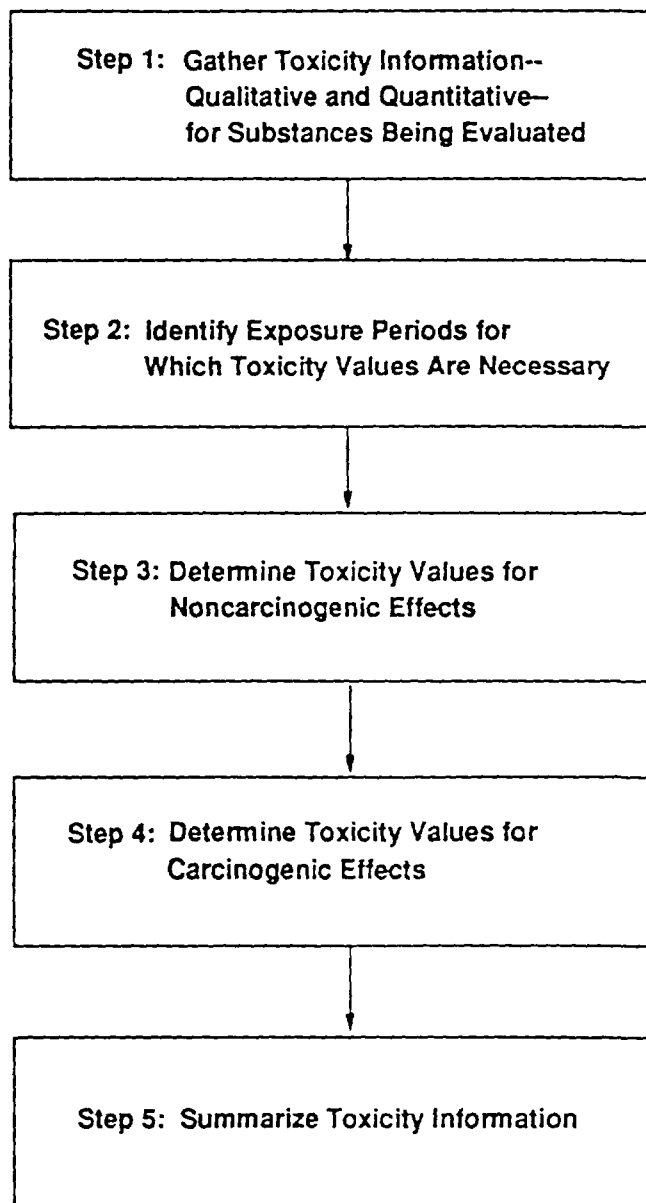 Step 1: Gather Toxicity Information--
Qualitative and Quantitative–
for Substances Being Evaluated
Step 2: Identify Exposure Periods for
Which Toxicity Values Are Necessary
Step 3: Determine Toxicity Values for
Noncarcinogenic Effects
Step 4: Determine Toxicity Values for
Carcinogenic Effects
Step 5: Summarize Toxicity Information